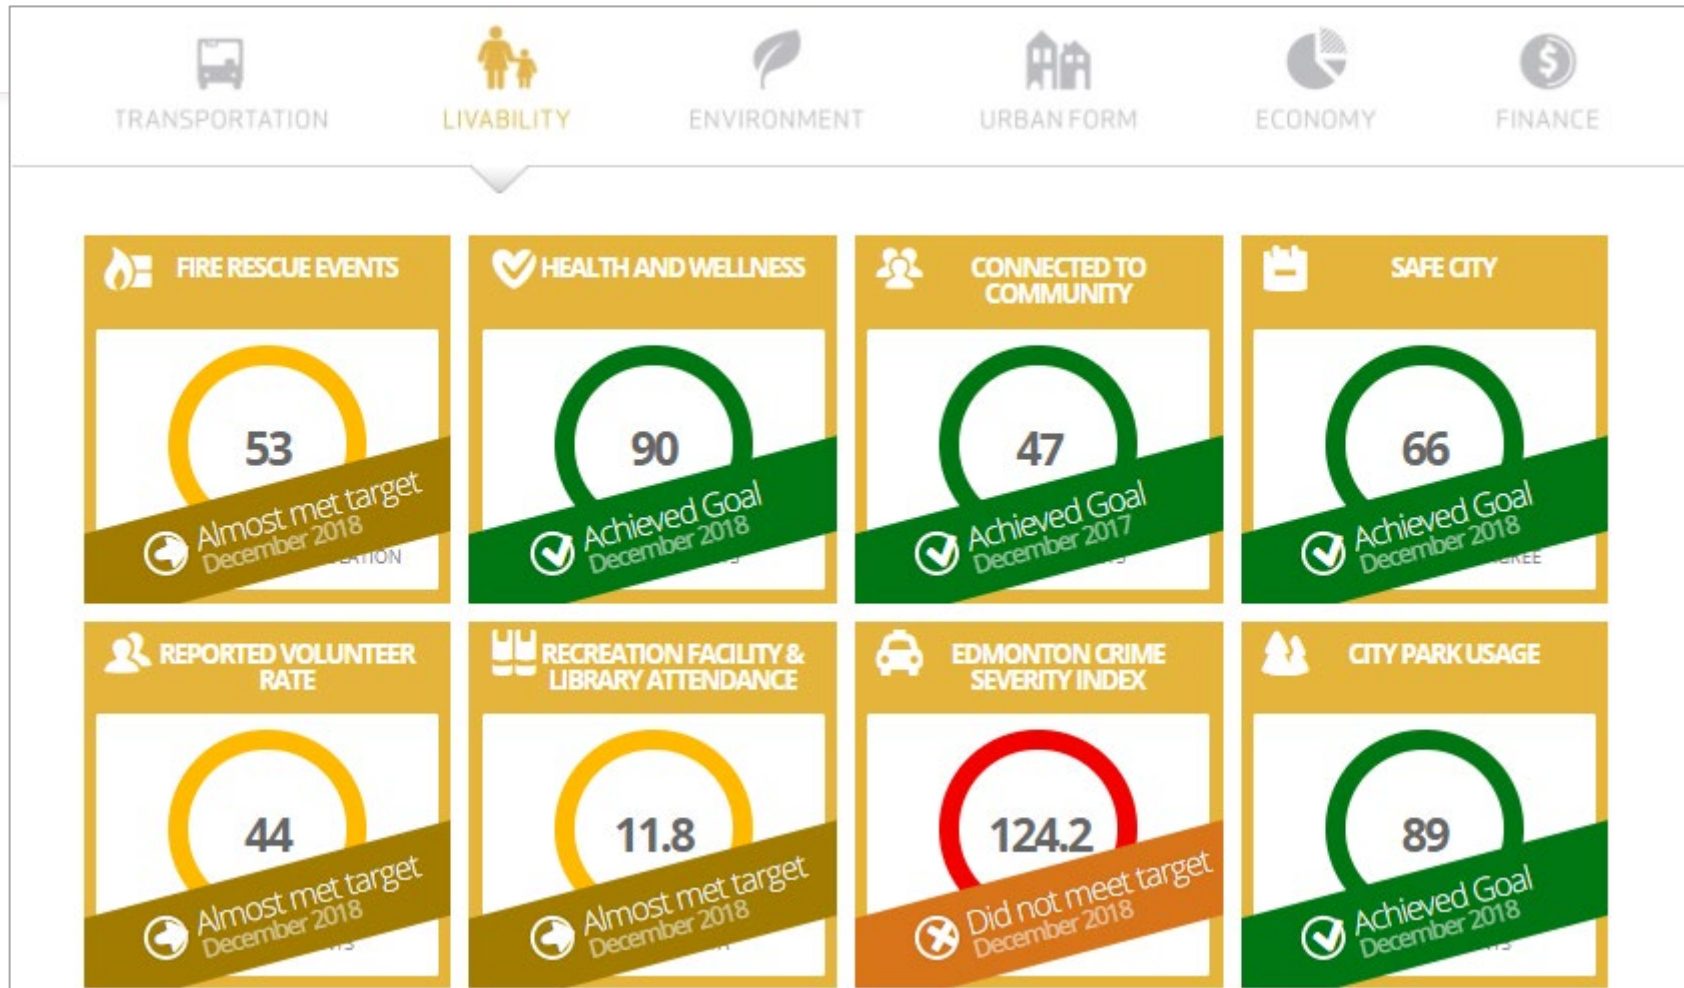 TRANSPORTATION
LIVABILITY
ENVIRONMENT
URBAN FORM
ECONOMY
FINANCE
FIRE RESCUE EVENTS
53
Almost met target
December 2018
HEALTH AND WELLNESS
90
Achieved Goal
December 2018
CONNECTED TO
COMMUNITY
47
Achieved Goal
December 2017
SAFE CITY
66
Achieved Goal
December 2018
REPORTED VOLUNTEER
RATE
44
Almost met target
December 2018
RECREATION FACILITY &
LIBRARY ATTENDANCE
11.8
Almost met target
December 2018
EDMONTON CRIME
SEVERITY INDEX
124.2
Did not meet target
December 2018
CITY PARK USAGE
89
Achieved Goal
December 2018